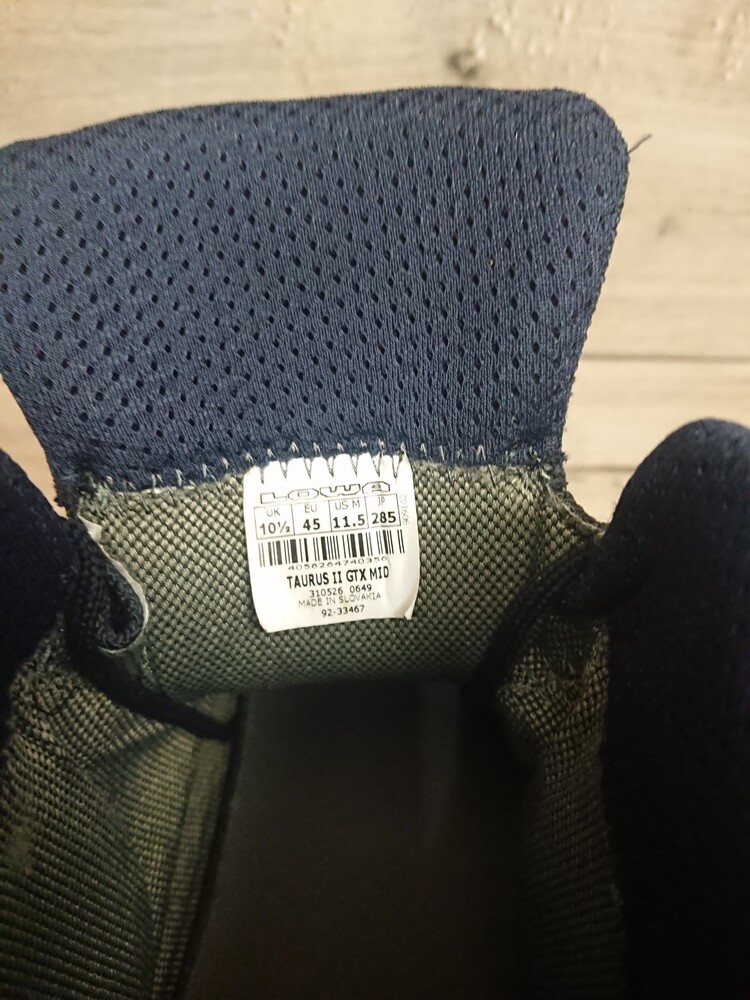 LOWA
UK EU US M JP
10½ 45 11.5 285
4056264740356
TAURUS II GTX MID
310526 0649
MADE IN SLOVAKIA
92-33467